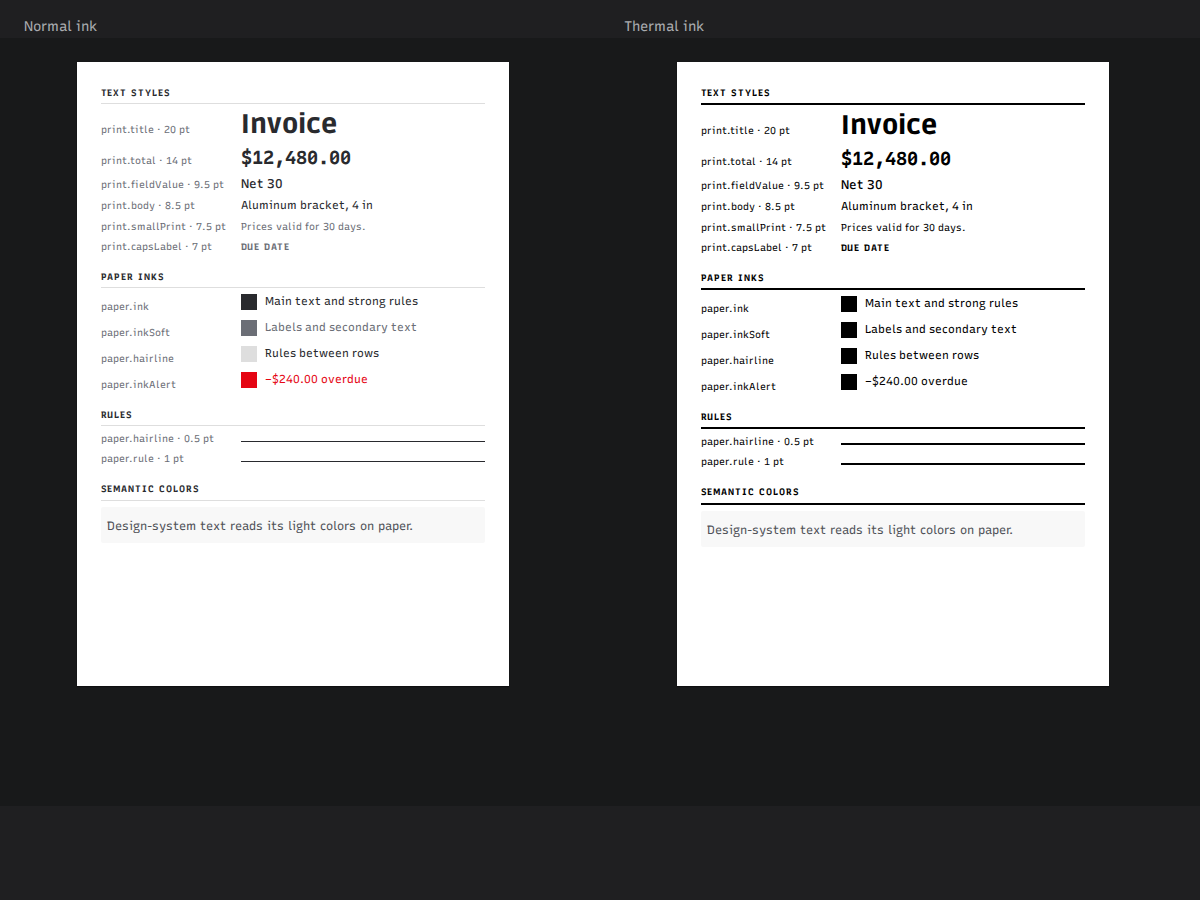 Normal ink
TEXT STYLES
print.title · 20 pt Invoice
print.total · 14 pt $12,480.00
print.fieldValue · 9.5 pt Net 30
print.body · 8.5 pt Aluminum bracket, 4 in
print.smallPrint · 7.5 pt Prices valid for 30 days.
print.capsLabel · 7 pt DUE DATE
PAPER INKS
paper.ink Main text and strong rules
paper.inkSoft Labels and secondary text
paper.hairline Rules between rows
paper.inkAlert −$240.00 overdue
RULES
paper.hairline · 0.5 pt
paper.rule · 1 pt
SEMANTIC COLORS
Design-system text reads its light colors on paper.
Thermal ink
TEXT STYLES
print.title · 20 pt Invoice
print.total · 14 pt $12,480.00
print.fieldValue · 9.5 pt Net 30
print.body · 8.5 pt Aluminum bracket, 4 in
print.smallPrint · 7.5 pt Prices valid for 30 days.
print.capsLabel · 7 pt DUE DATE
PAPER INKS
paper.ink Main text and strong rules
paper.inkSoft Labels and secondary text
paper.hairline Rules between rows
paper.inkAlert −$240.00 overdue
RULES
paper.hairline · 0.5 pt
paper.rule · 1 pt
SEMANTIC COLORS
Design-system text reads its light colors on paper.